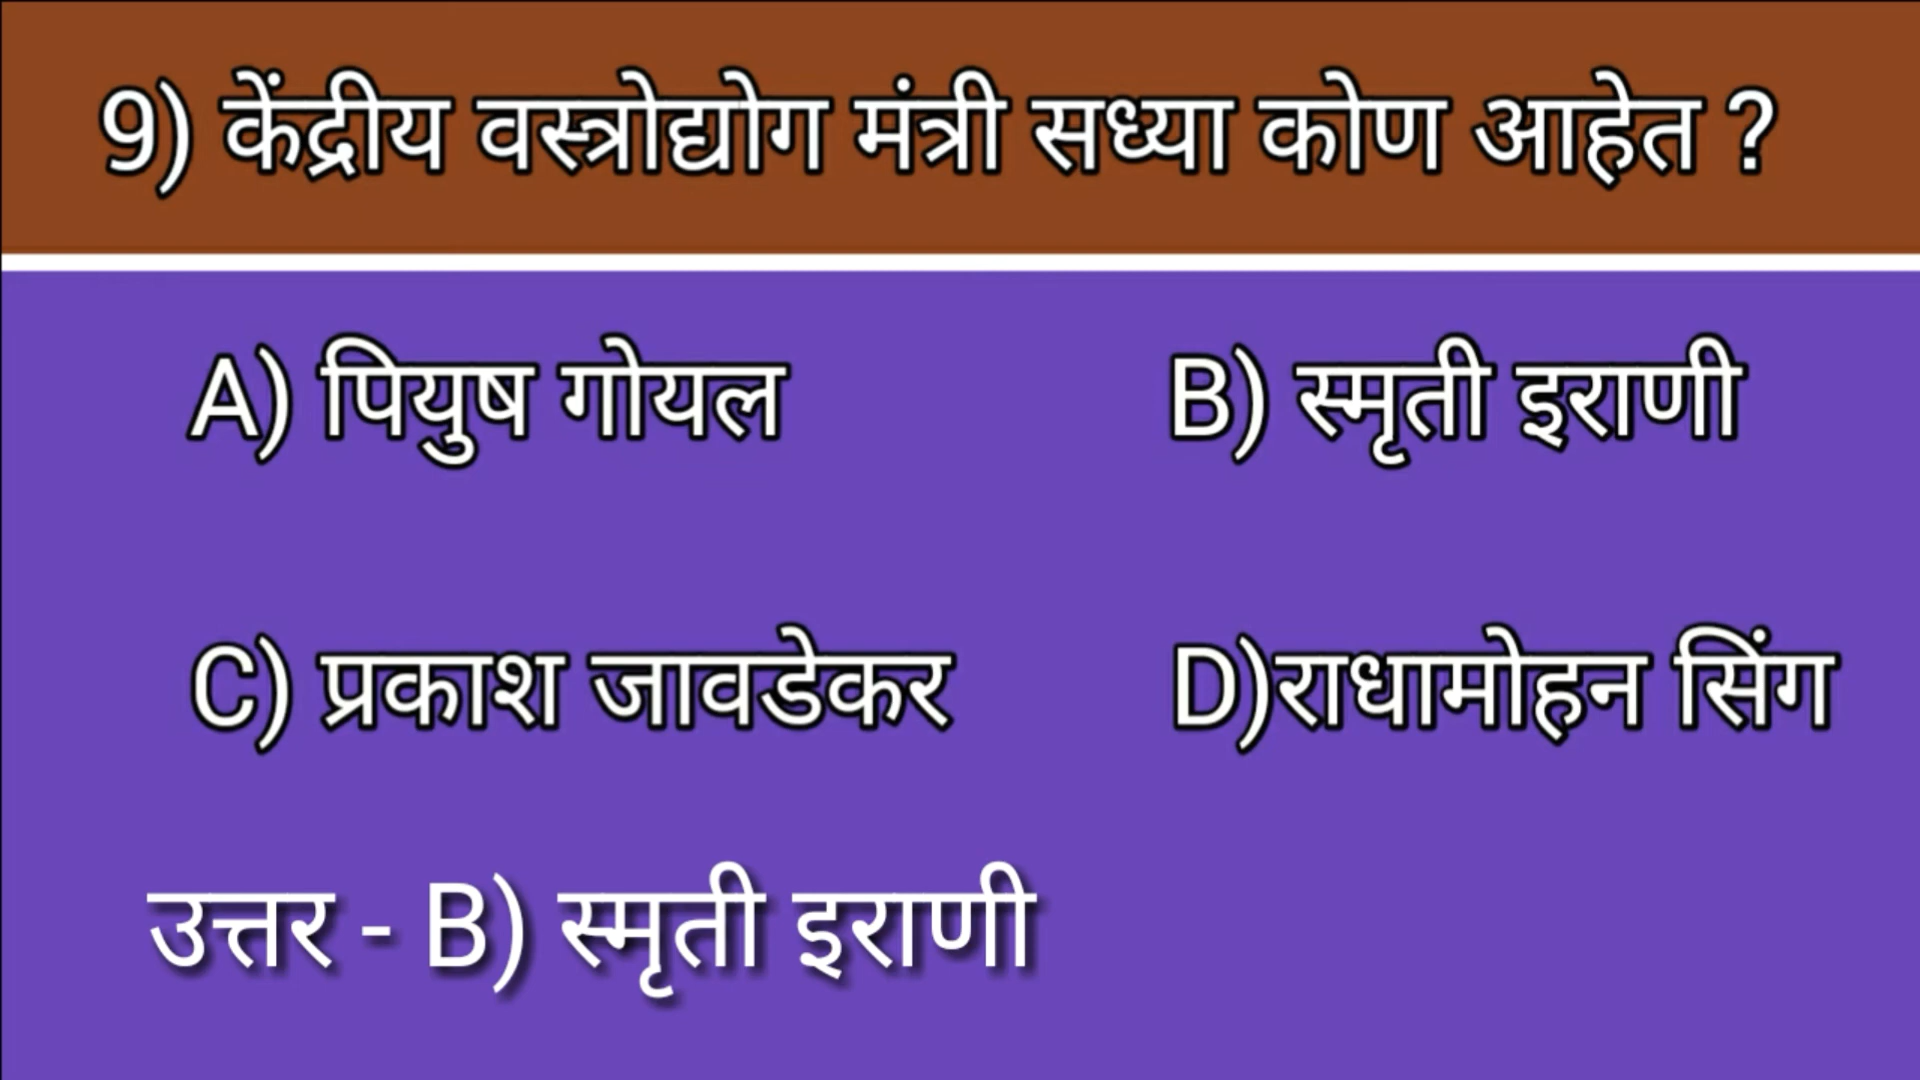 9) केंद्रीय वस्त्रोद्योग मंत्री सध्या कोण आहेत ?
A) पियुष गोयल B) स्मृती इराणी
C) प्रकाश जावडेकर D)राधामोहन सिंग
उत्तर - B) स्मृती इराणी